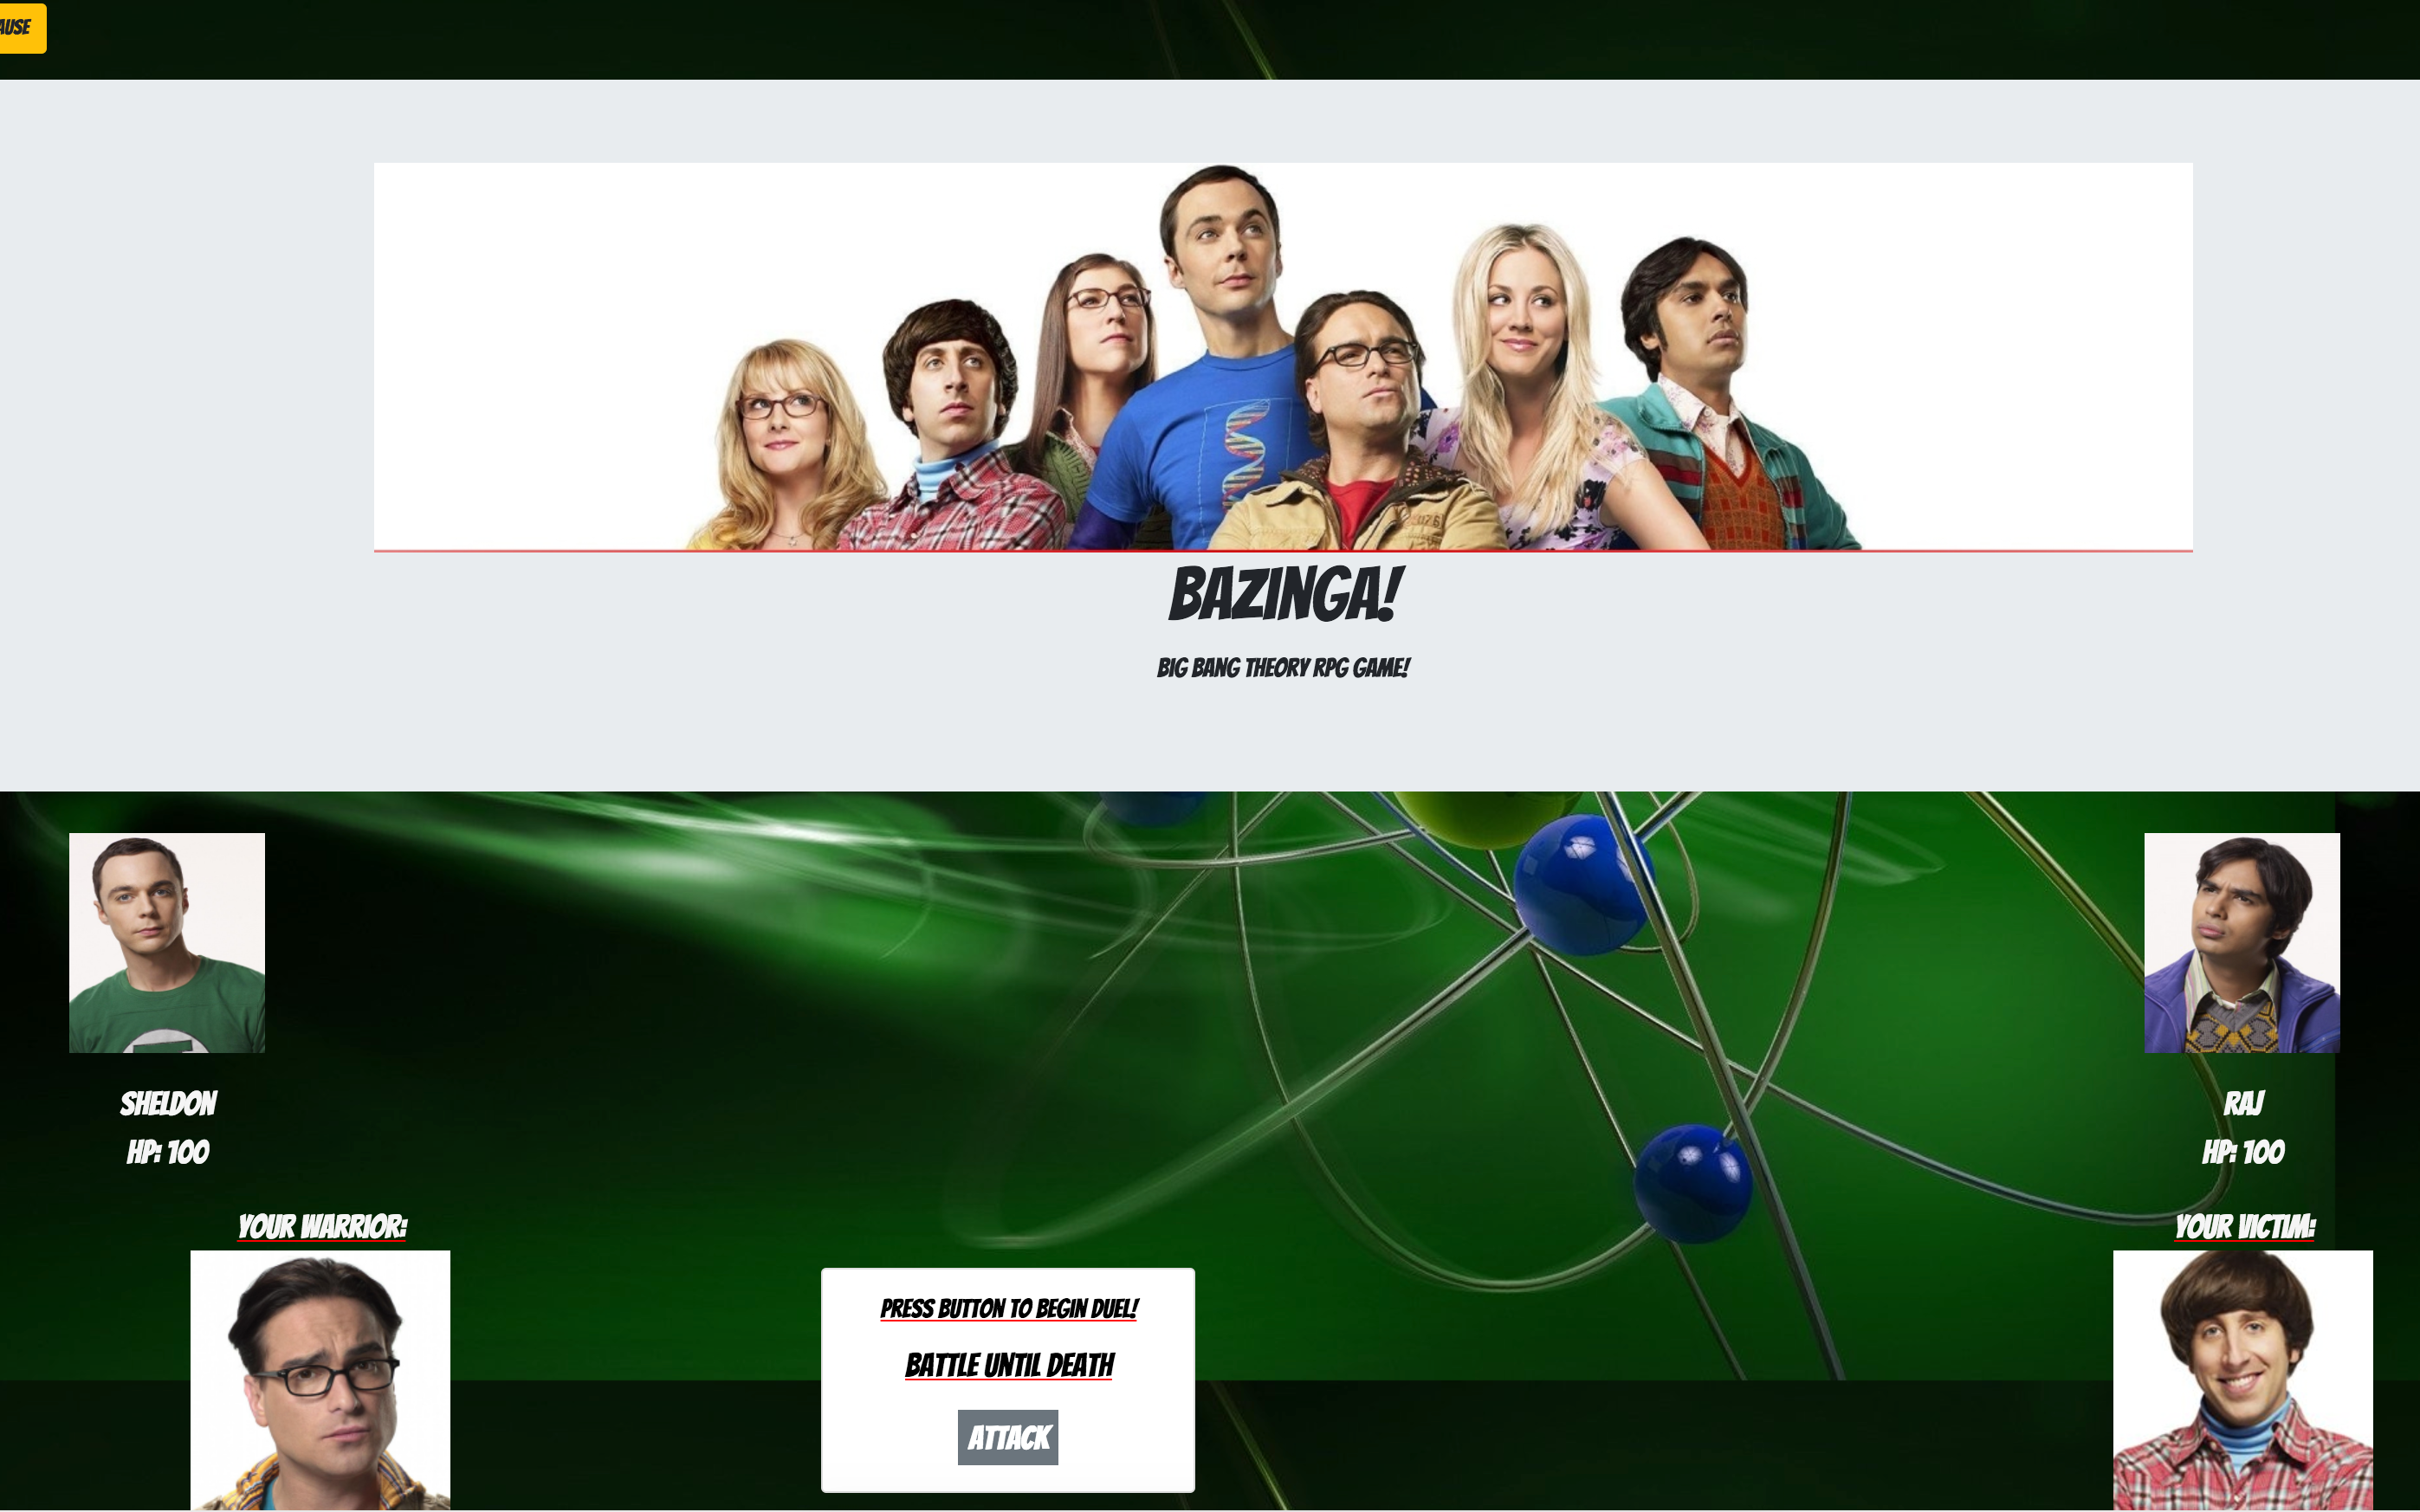 AUSE
BAZINGA!
BIG BANG THEORY RPG GAME!
SHELDON
HP: 100
RAJ
HP: 100
YOUR WARRIOR:
YOUR VICTIM:
PRESS BUTTON TO BEGIN DUEL!
BATTLE UNTIL DEATH
ATTACK